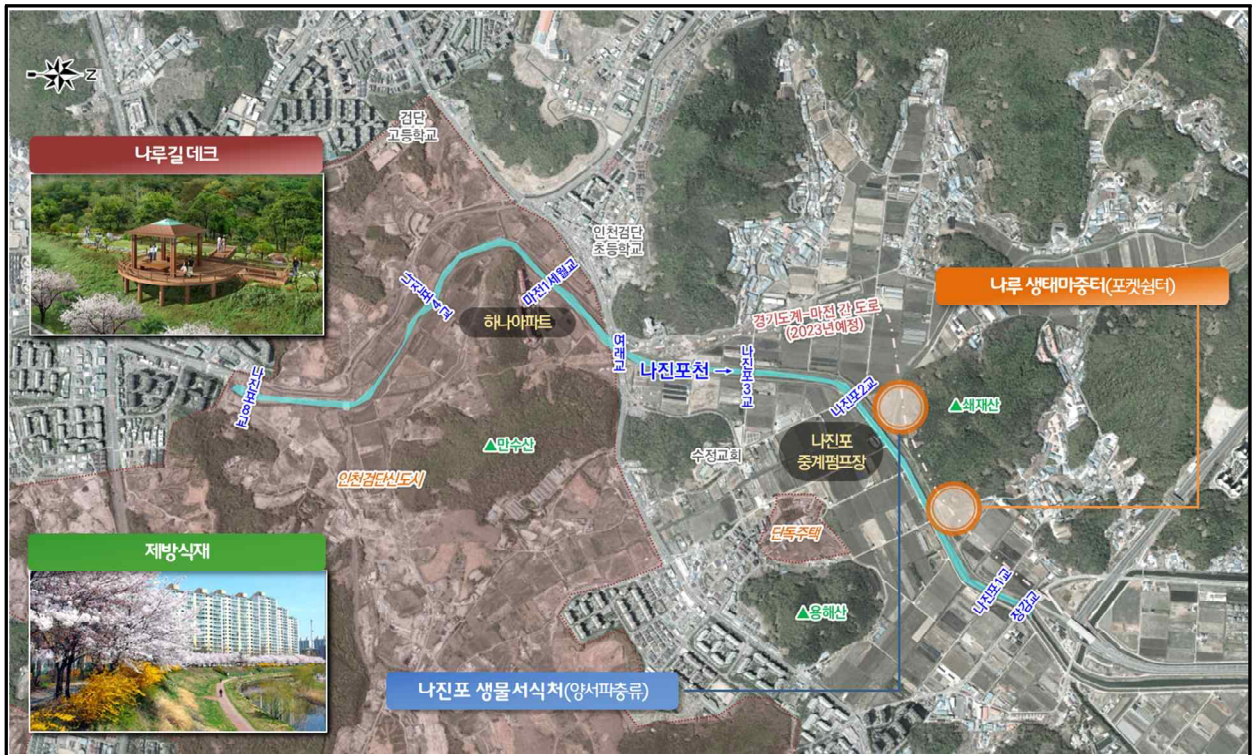 Z
검단
고등학교
나루길 데크
인천검단
초등학교
나루 생태마중터(포켓쉼터)
나진포4교
마전1세월교
하나아파트
경기도계-마전 간 도로
(2023년예정)
여래교
나진포천 →
나진포3교
나진포8교
나진포2교
▲쇄재산
▲만수산
수정교회
나진포
중계펌프장
인천검단신도시
단독주택
제방식재
나진포1교
장감교
▲용해산
나진포 생물서식처(양서파충류)